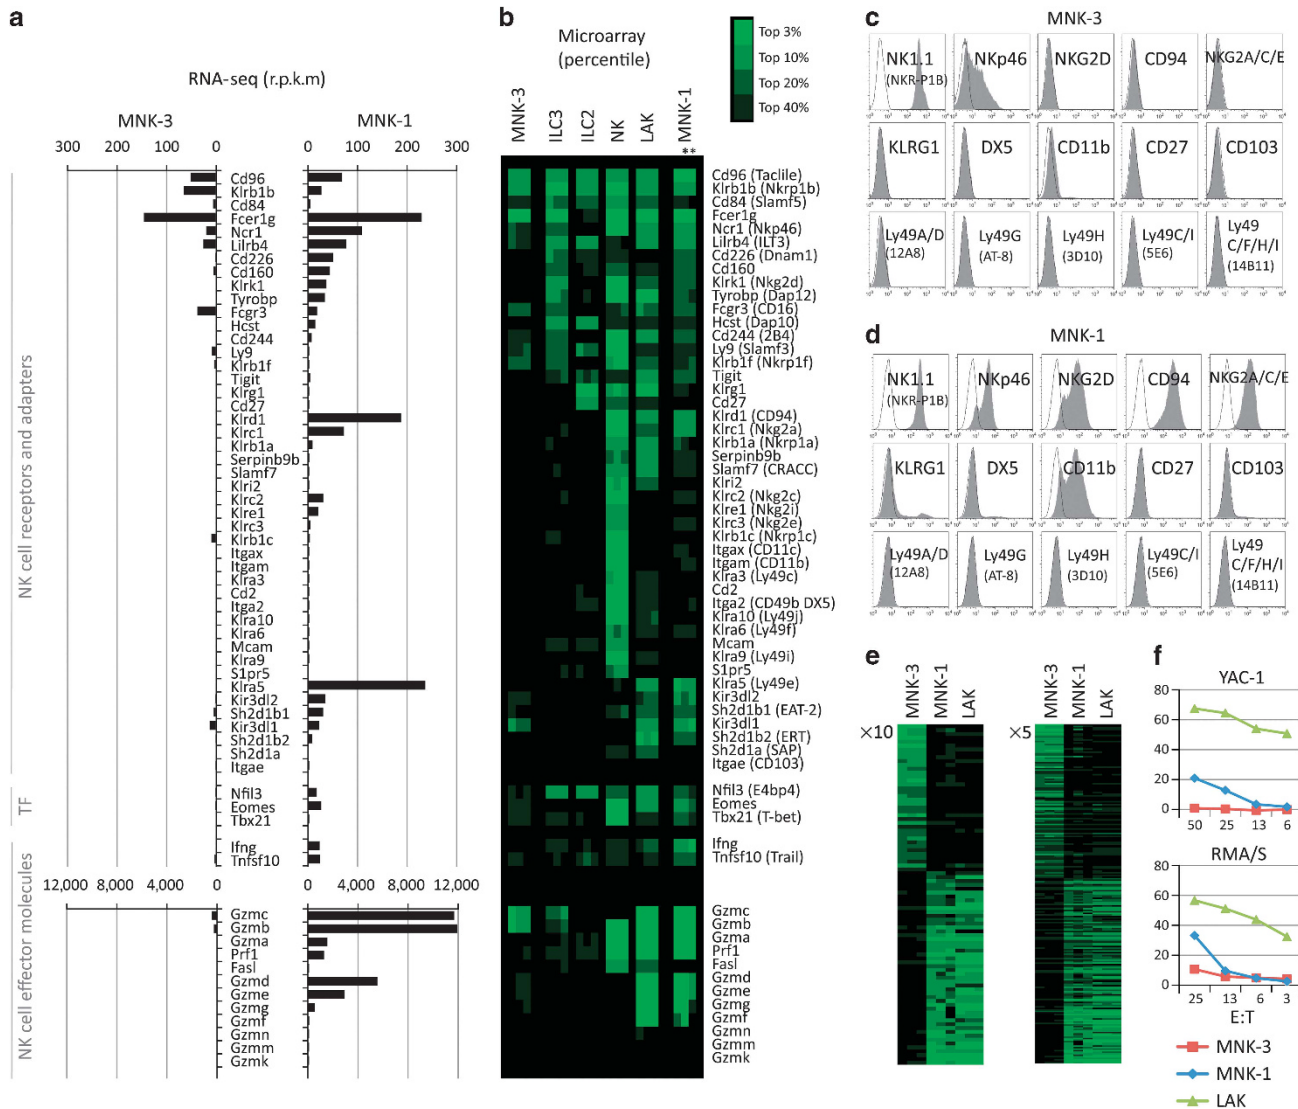 a
RNA-seq (r.p.k.m)
MNK-3
MNK-1
300 200 100 0
0 100 200 300
NK cell receptors and adapters
Cd96
Klrb1b
Cd84
Fcer1g
Ncr1
Lilrb4
Cd226
Cd160
Klrk1
Tyrobp
Fcgr3
Hcst
Cd244
Ly9
Klrb1f
Tigit
Klrg1
Cd27
Klrd1
Klrc1
Klrb1a
Serpinb9b
Slamf7
Klri2
Klrc2
Klre1
Klrc3
Klrb1c
Itgax
Itgam
Klra3
Cd2
Itga2
Klra10
Klra6
Mcam
Klra9
S1pr5
Klra5
Kir3dl2
Sh2d1b1
Kir3dl1
Sh2d1b2
Sh2d1a
Itgae
TF
Nfil3
Eomes
Tbx21
Ifng
Tnfsf10
12,000 8,000 4,000 0
0 4,000 8,000 12,000
NK cell effector molecules
Gzmc
Gzmb
Gzma
Prf1
Fasl
Gzmd
Gzme
Gzmg
Gzmf
Gzmn
Gzmm
Gzmk
b
Microarray
(percentile)
Top 3%
Top 10%
Top 20%
Top 40%
MNK-3
ILC3
ILC2
NK
LAK
MNK-1
**
Cd96 (Taclile)
Klrb1b (Nkrp1b)
Cd84 (Slamf5)
Fcer1g
Ncr1 (Nkp46)
Lilrb4 (ILT3)
Cd226 (Dnam1)
Cd160
Klrk1 (Nkg2d)
Tyrobp (Dap12)
Fcgr3 (CD16)
Hcst (Dap10)
Cd244 (2B4)
Ly9 (Slamf3)
Klrb1f (Nkrp1f)
Tigit
Klrg1
Cd27
Klrd1 (CD94)
Klrc1 (Nkg2a)
Klrb1a (Nkrp1a)
Serpinb9b
Slamf7 (CRACC)
Klri2
Klrc2 (Nkg2c)
Klre1 (Nkg2i)
Klrc3 (Nkg2e)
Klrb1c (Nkrp1c)
Itgax (CD11c)
Itgam (CD11b)
Klra3 (Ly49c)
Cd2
Itga2 (CD49b DX5)
Klra10 (Ly49j)
Klra6 (Ly49f)
Mcam
Klra9 (Ly49i)
S1pr5
Klra5 (Ly49e)
Kir3dl2
Sh2d1b1 (EAT-2)
Kir3dl1
Sh2d1b2 (ERT)
Sh2d1a (SAP)
Itgae (CD103)
Nfil3 (E4bp4)
Eomes
Tbx21 (T-bet)
Ifng
Tnfsf10 (Trail)
Gzmc
Gzmb
Gzma
Prf1
Fasl
Gzmd
Gzme
Gzmg
Gzmf
Gzmn
Gzmm
Gzmk
c
MNK-3
NK1.1
(NKR-P1B)
NKp46
NKG2D
CD94
NKG2A/C/E
KLRG1
DX5
CD11b
CD27
CD103
Ly49A/D
(12A8)
Ly49G
(AT-8)
Ly49H
(3D10)
Ly49C/I
(5E6)
Ly49
C/F/H/I
(14B11)
d
MNK-1
NK1.1
(NKR-P1B)
NKp46
NKG2D
CD94
NKG2A/C/E
KLRG1
DX5
CD11b
CD27
CD103
Ly49A/D
(12A8)
Ly49G
(AT-8)
Ly49H
(3D10)
Ly49C/I
(5E6)
Ly49
C/F/H/I
(14B11)
e
MNK-3
MNK-1
LAK
×10
MNK-3
MNK-1
LAK
×5
f
YAC-1
80
60
40
20
0
50 25 13 6
RMA/S
80
60
40
20
0
25 13 6 3
E:T
MNK-3
MNK-1
LAK